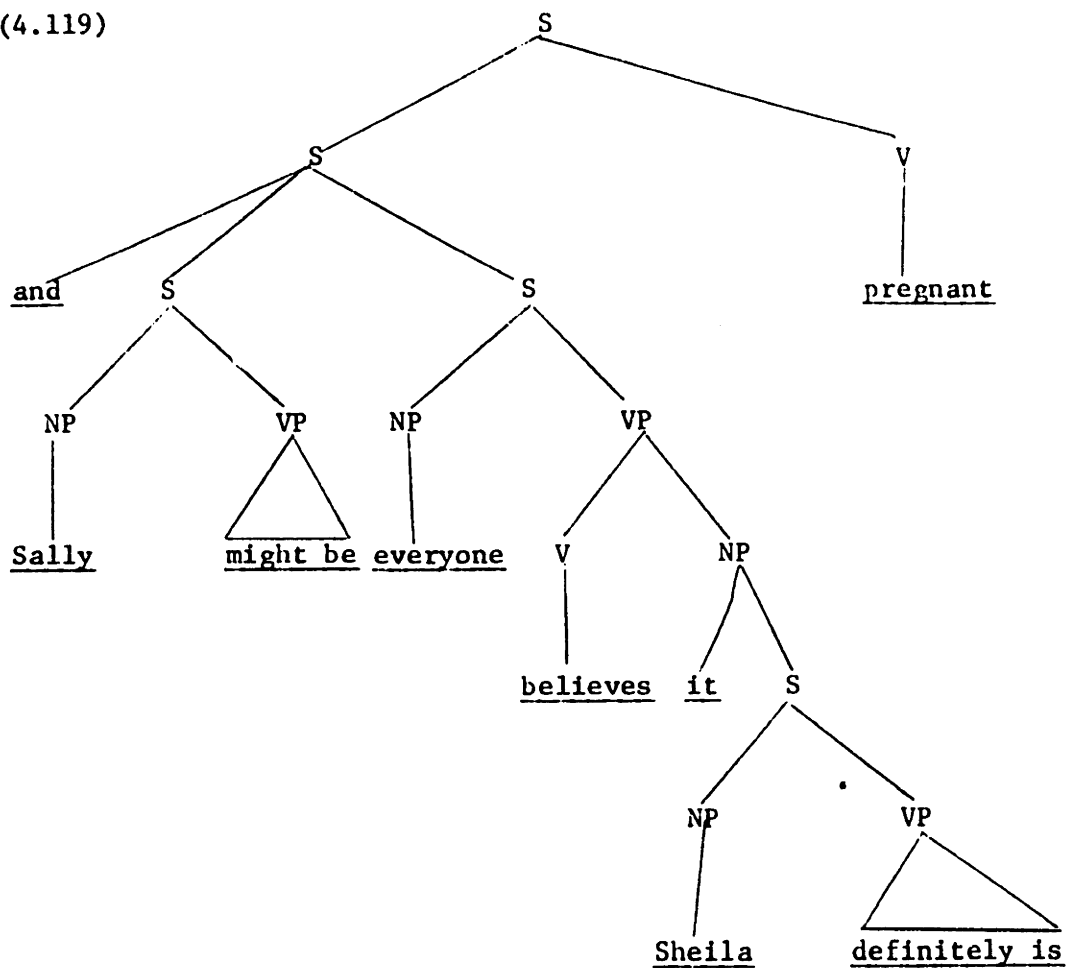 (4.119)
S
S V
and S S pregnant
NP VP NP VP
Sally might be everyone V NP
believes it S
NP VP
Sheila definitely is